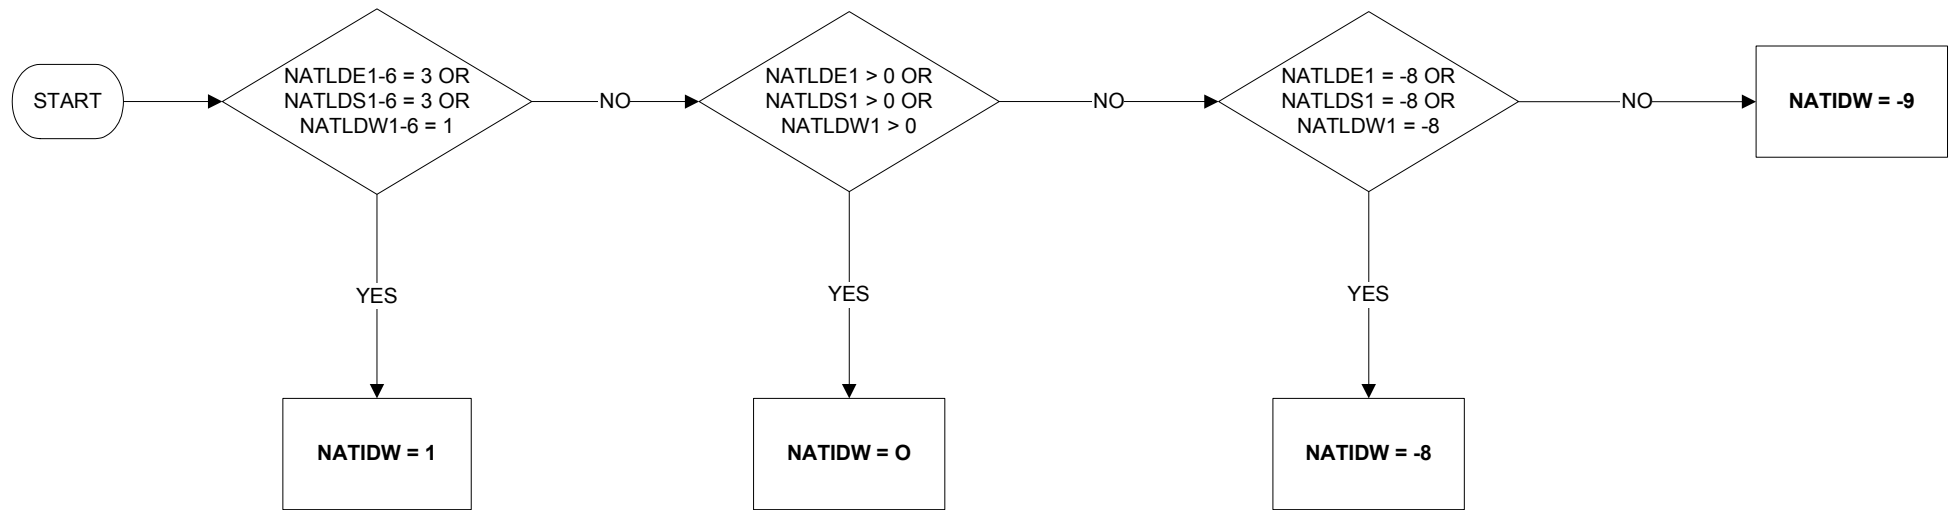 START
NATLDE1-6 = 3 OR
NATLDS1-6 = 3 OR
NATLDW1-6 = 1
NO
NATLDE1 > 0 OR
NATLDS1 > 0 OR
NATLDW1 > 0
NO
NATLDE1 = -8 OR
NATLDS1 = -8 OR
NATLDW1 = -8
NO
NATIDW = -9
YES
YES
YES
NATIDW = 1
NATIDW = O
NATIDW = -8